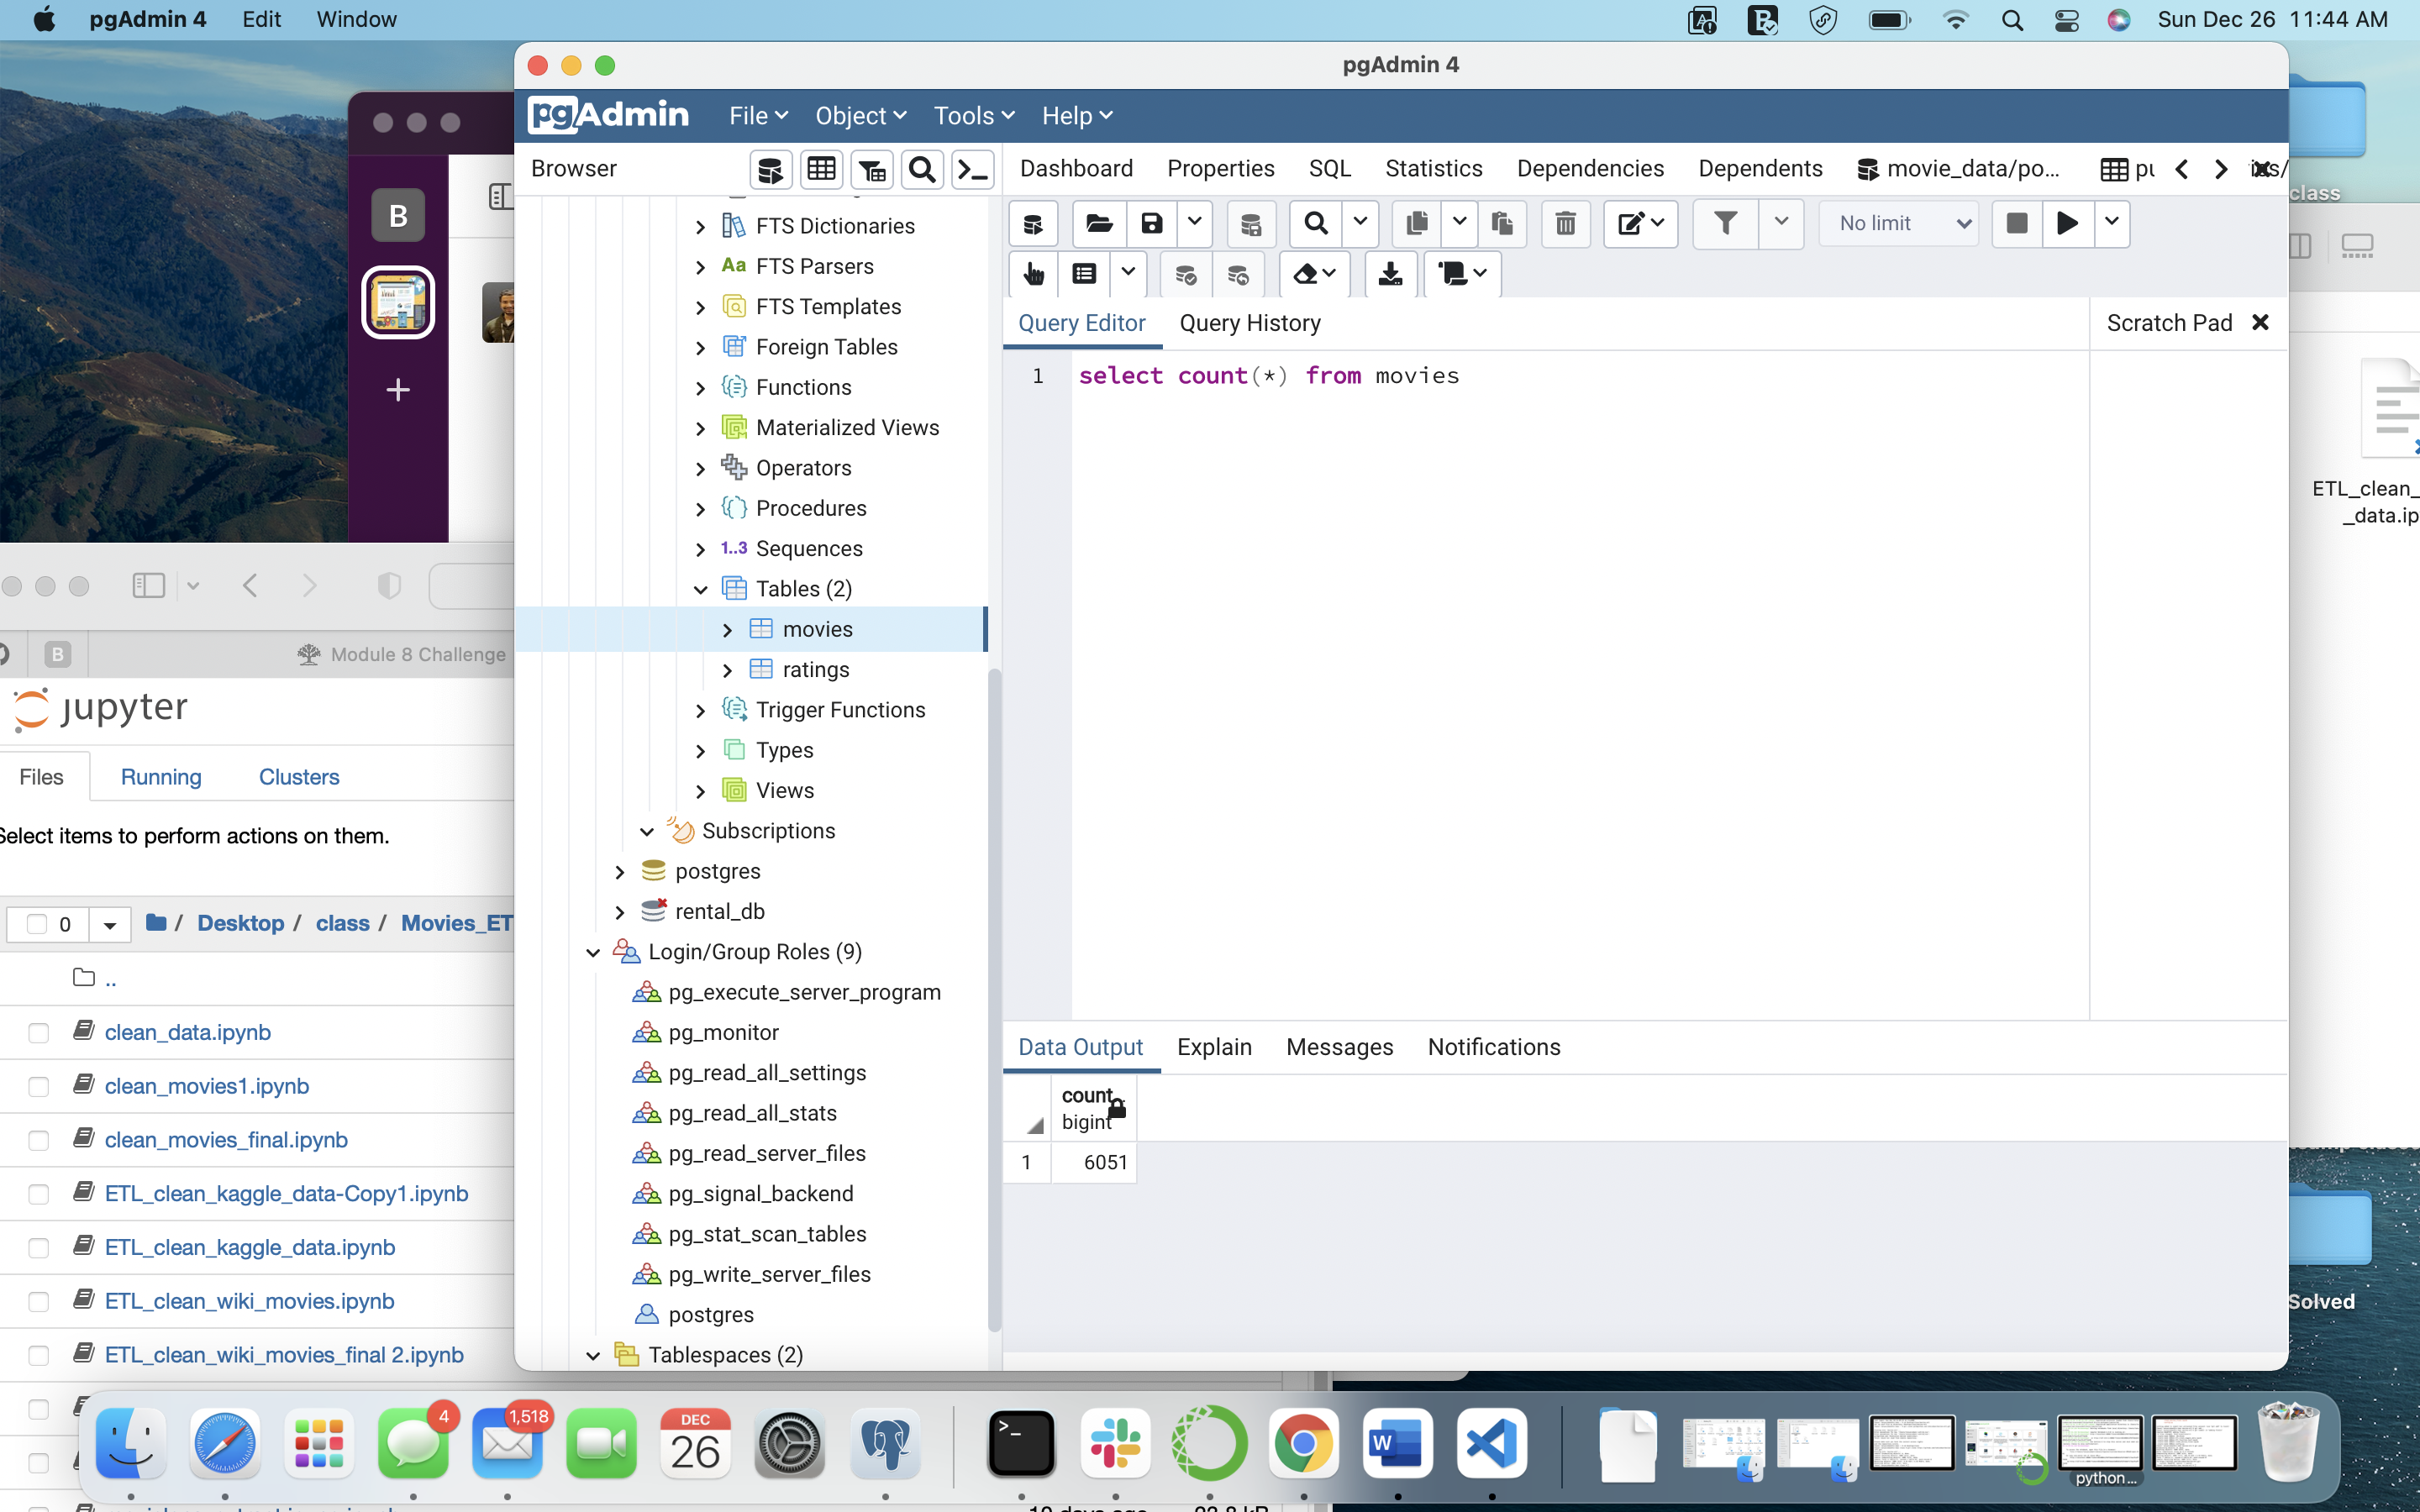 pgAdmin 4 Edit Window
Sun Dec 26 11:44 AM
pgAdmin 4
pgAdmin File Object Tools Help
Browser
Dashboard Properties SQL Statistics Dependencies Dependents movie_data/po... pu
class
B
No limit
FTS Dictionaries
Aa FTS Parsers
FTS Templates
Foreign Tables
Functions
Materialized Views
Operators
Procedures
1..3 Sequences
Tables (2)
movies
ratings
Trigger Functions
Types
Views
Subscriptions
postgres
rental_db
Login/Group Roles (9)
pg_execute_server_program
pg_monitor
pg_read_all_settings
pg_read_all_stats
pg_read_server_files
pg_signal_backend
pg_stat_scan_tables
pg_write_server_files
postgres
Tablespaces (2)
Query Editor Query History
Scratch Pad
1 select count(*) from movies
Data Output Explain Messages Notifications
count
bigint
1 6051
ETL_clean_
_data.ip
Solved
B Module 8 Challenge
jupyter
Files Running Clusters
Select items to perform actions on them.
0 / Desktop / class / Movies_ET
..
clean_data.ipynb
clean_movies1.ipynb
clean_movies_final.ipynb
ETL_clean_kaggle_data-Copy1.ipynb
ETL_clean_kaggle_data.ipynb
ETL_clean_wiki_movies.ipynb
ETL_clean_wiki_movies_final 2.ipynb
4
1,518
DEC
26
W
python...